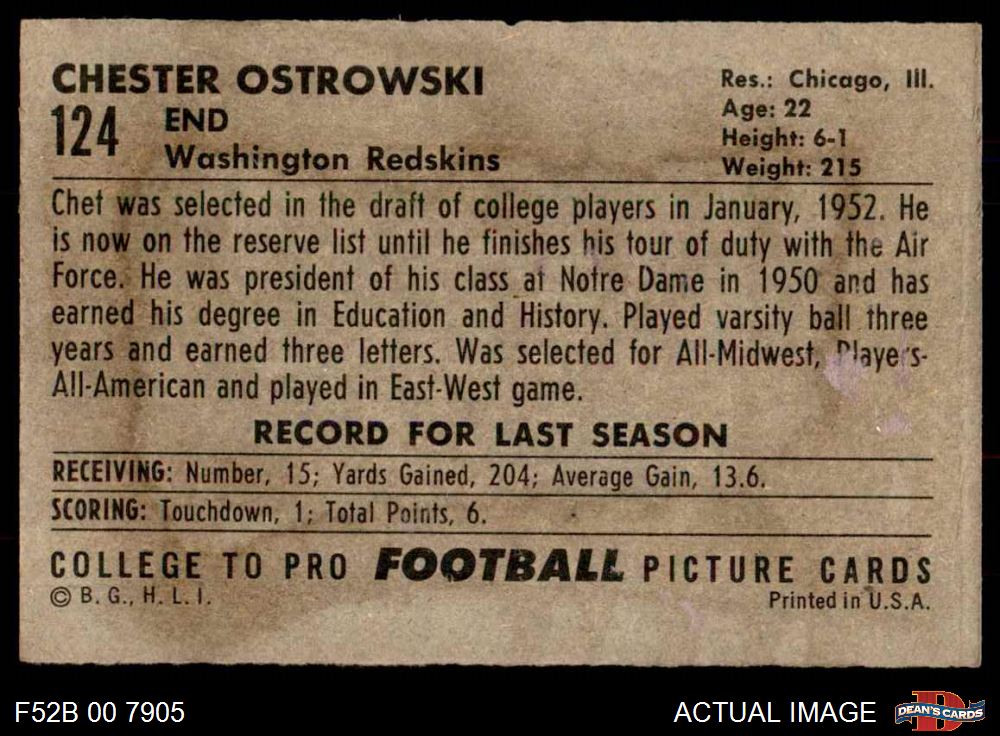 CHESTER OSTROWSKI
124
END
Washington Redskins
Res.: Chicago, Ill.
Age: 22
Height: 6-1
Weight: 215
Chet was selected in the draft of college players in January, 1952. He
is now on the reserve list until he finishes his tour of duty with the Air
Force. He was president of his class at Notre Dame in 1950 and has
earned his degree in Education and History. Played varsity ball three
years and earned three letters. Was selected for All-Midwest, Players-
All-American and played in East-West game.
RECORD FOR LAST SEASON
RECEIVING: Number, 15; Yards Gained, 204; Average Gain, 13.6.
SCORING: Touchdown, 1; Total Points, 6.
COLLEGE TO PRO FOOTBALL PICTURE CARDS
© B. G., H. L. I.
Printed in U.S.A.
F52B 00 7905
ACTUAL IMAGE
DEAN'S CARDS